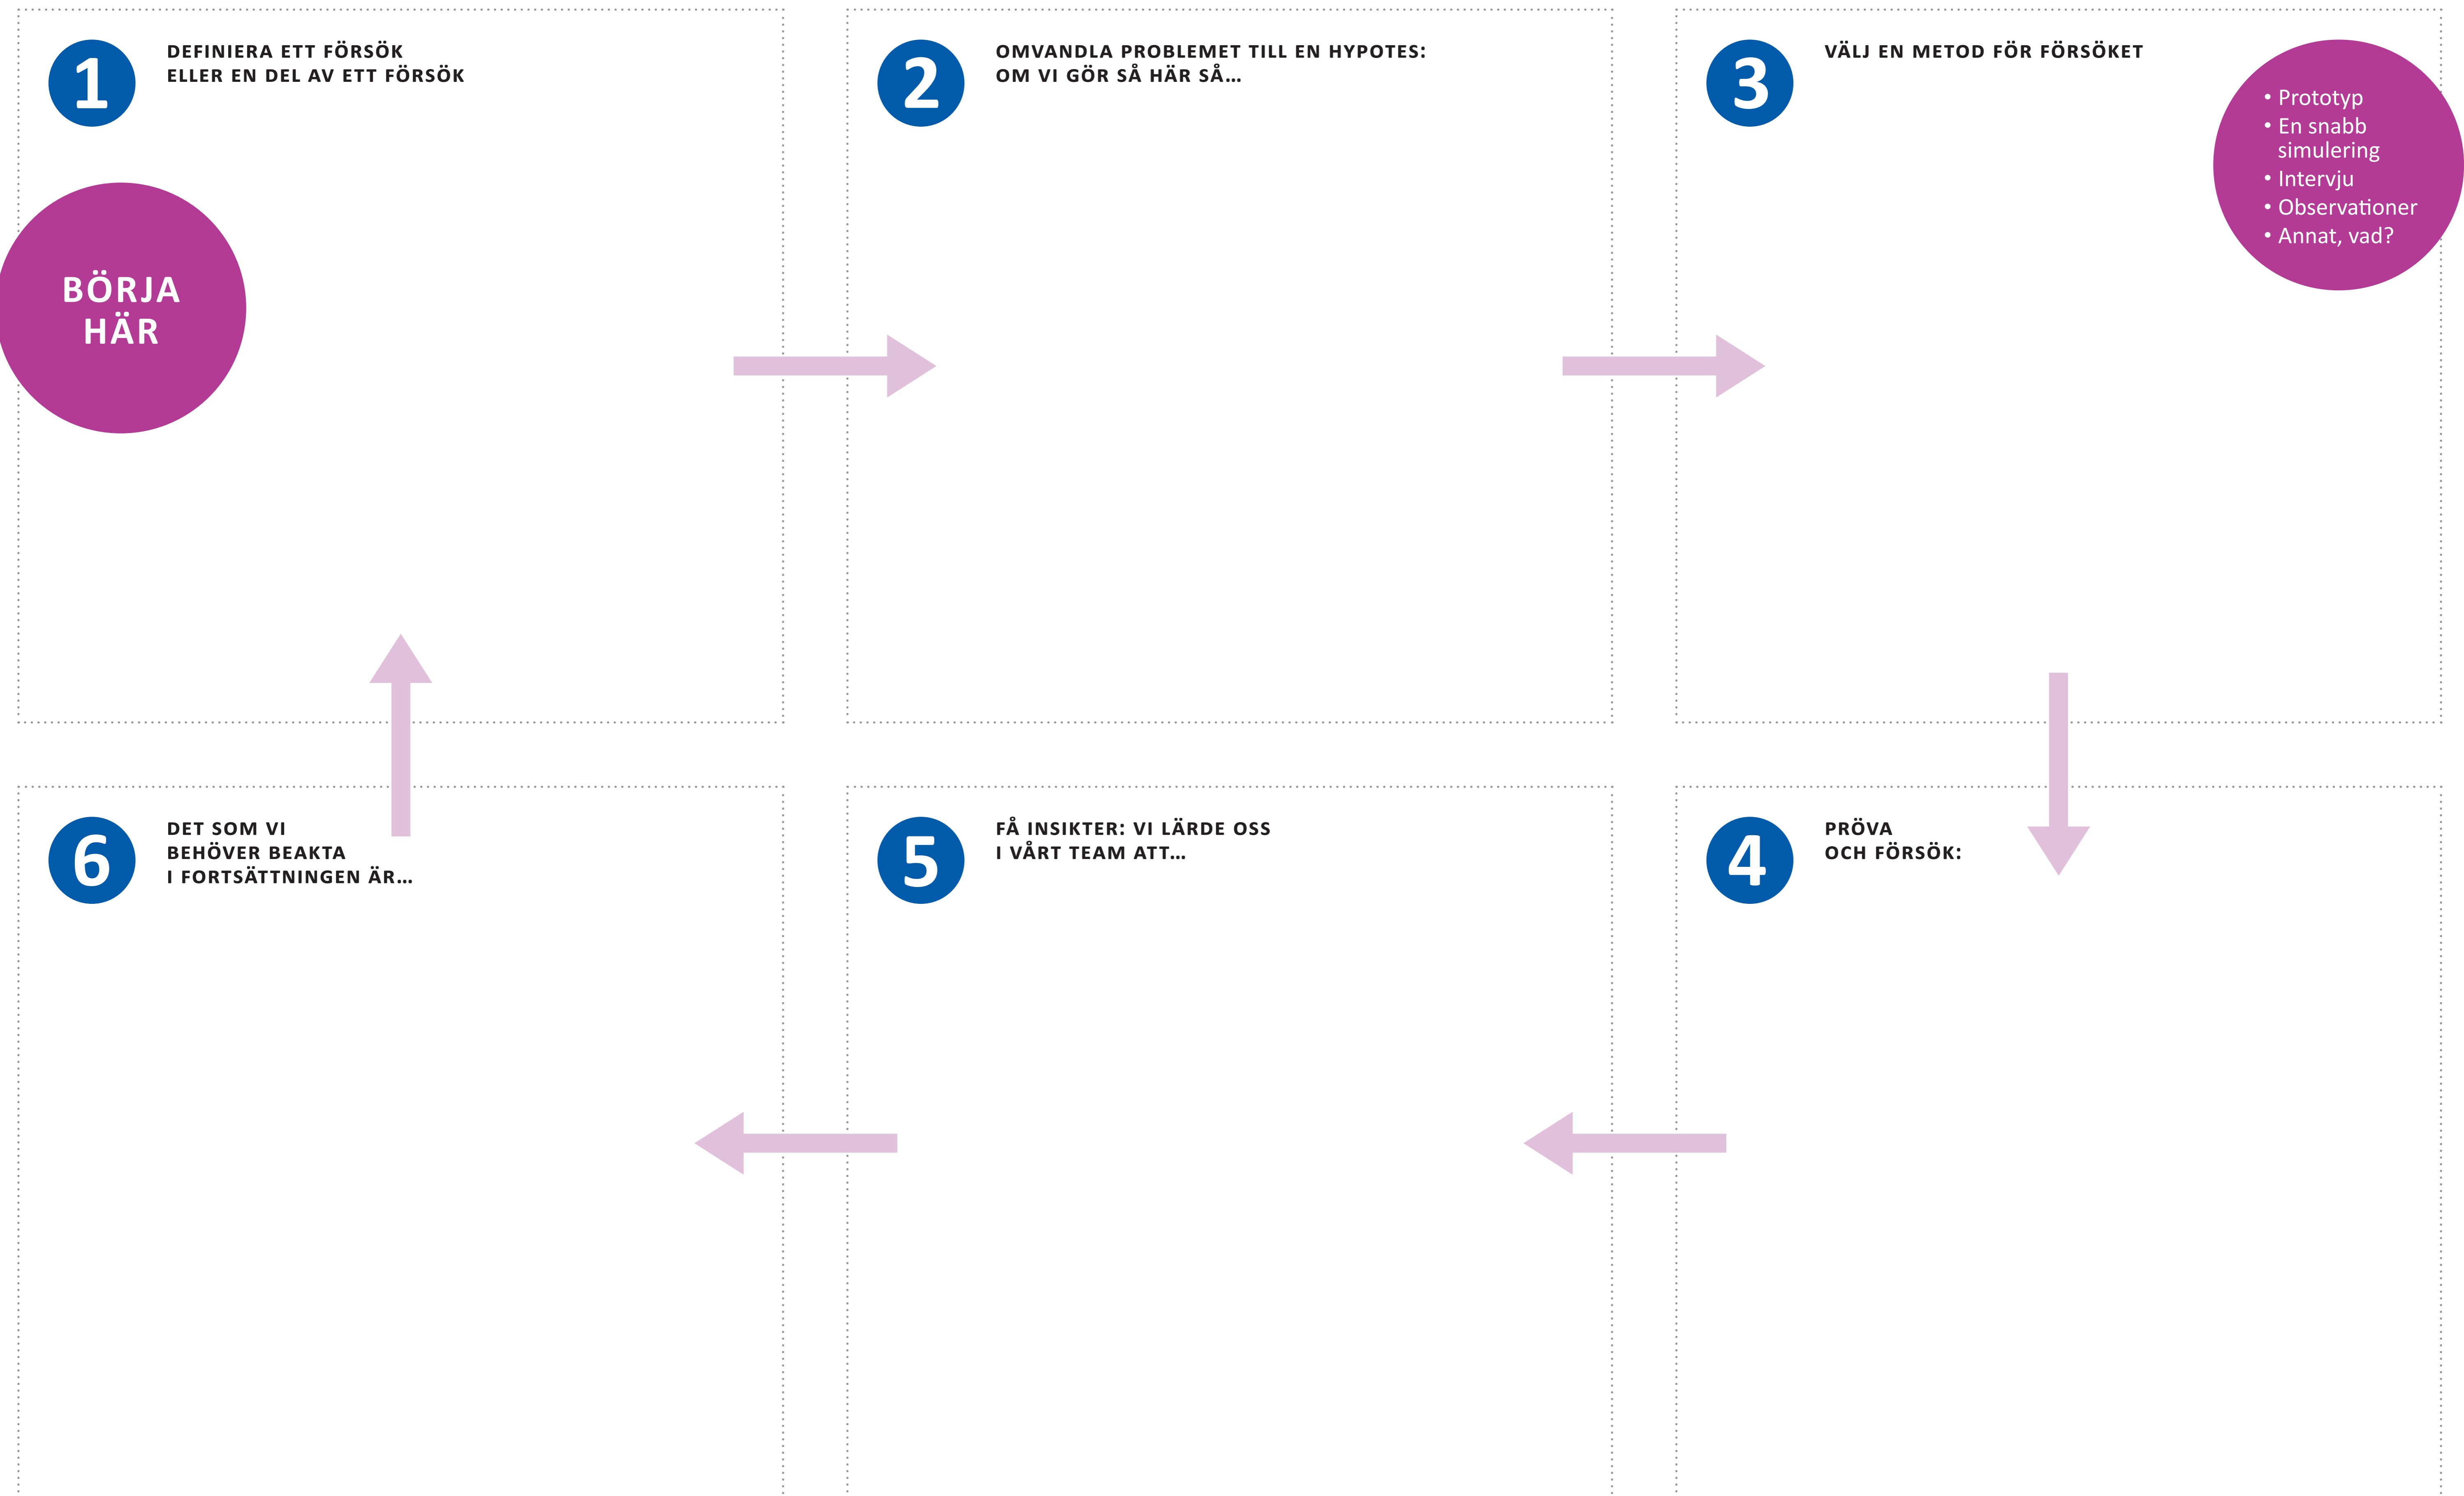 1
DEFINIERA ETT FÖRSÖK
ELLER EN DEL AV ETT FÖRSÖK
BÖRJA
HÄR
2
OMVANDLA PROBLEMET TILL EN HYPOTES:
OM VI GÖR SÅ HÄR SÅ…
3
VÄLJ EN METOD FÖR FÖRSÖKET
• Prototyp
• En snabb
simulering
• Intervju
• Observationer
• Annat, vad?
4
PRÖVA
OCH FÖRSÖK:
5
FÅ INSIKTER: VI LÄRDE OSS
I VÅRT TEAM ATT…
6
DET SOM VI
BEHÖVER BEAKTA
I FORTSÄTTNINGEN ÄR…